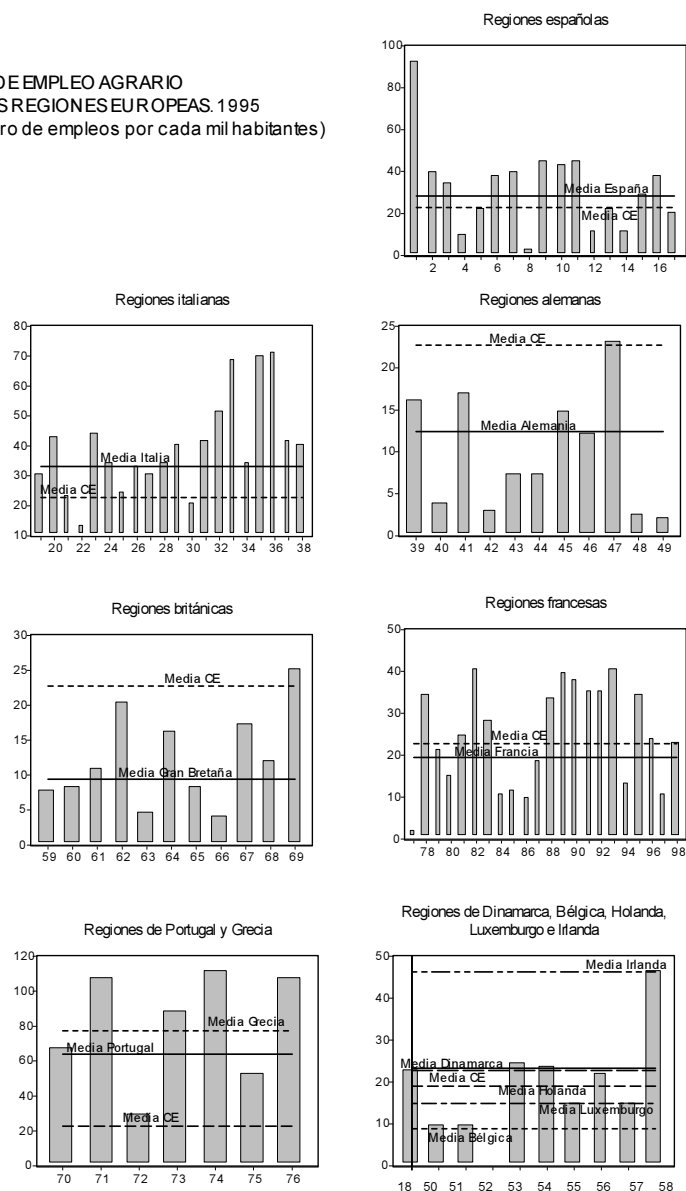 Regiones españolas
DE EMPLEO AGRARIO
S REGIONES EUROPEAS. 1995
ro de empleos por cada mil habitantes)
100
80
60
40
20
0
Media España
Media CE
2 4 6 8 10 12 14 16
Regiones italianas
80
70
60
50
40
30
20
10
Media Italia
Media CE
20 22 24 26 28 30 32 34 36 38
Regiones alemanas
25
20
15
10
5
0
Media CE
Media Alemania
39 40 41 42 43 44 45 46 47 48 49
Regiones británicas
30
25
20
15
10
5
0
Media CE
Media Gran Bretaña
59 60 61 62 63 64 65 66 67 68 69
Regiones francesas
50
40
30
20
10
0
Media CE
Media Francia
78 80 82 84 86 88 90 92 94 96 98
Regiones de Portugal y Grecia
120
100
80
60
40
20
0
Media Grecia
Media Portugal
Media CE
70 71 72 73 74 75 76
Regiones de Dinamarca, Bélgica, Holanda,
Luxemburgo e Irlanda
50
40
30
20
10
0
Media Irlanda
Media Dinamarca
Media CE
Media Holanda
Media Luxemburgo
Media Bélgica
18 50 51 52 53 54 55 56 57 58